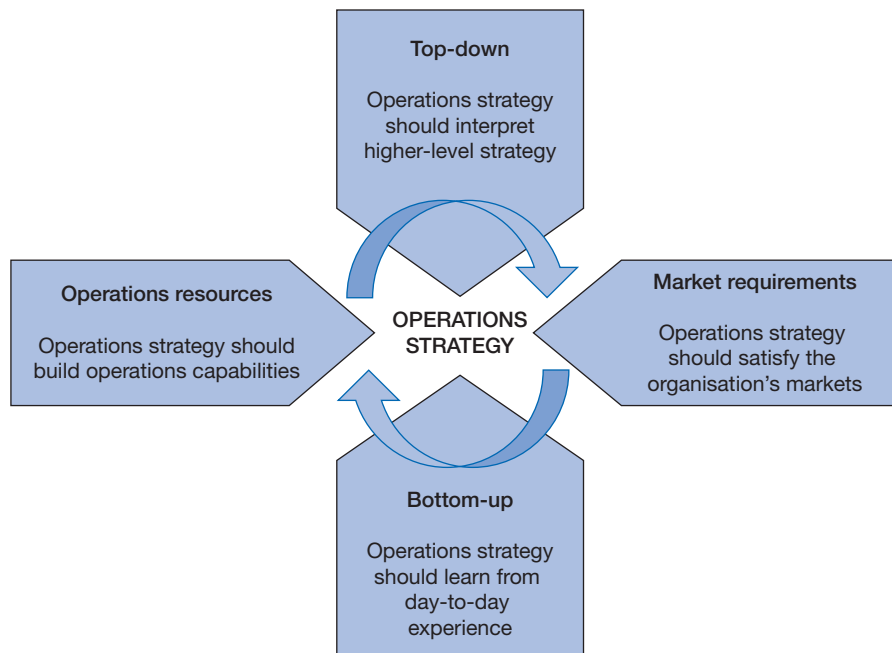 Top-down
Operations strategy
should interpret
higher-level strategy
Operations resources
Operations strategy should
build operations capabilities
OPERATIONS
STRATEGY
Market requirements
Operations strategy
should satisfy the
organisation's markets
Bottom-up
Operations strategy
should learn from
day-to-day
experience